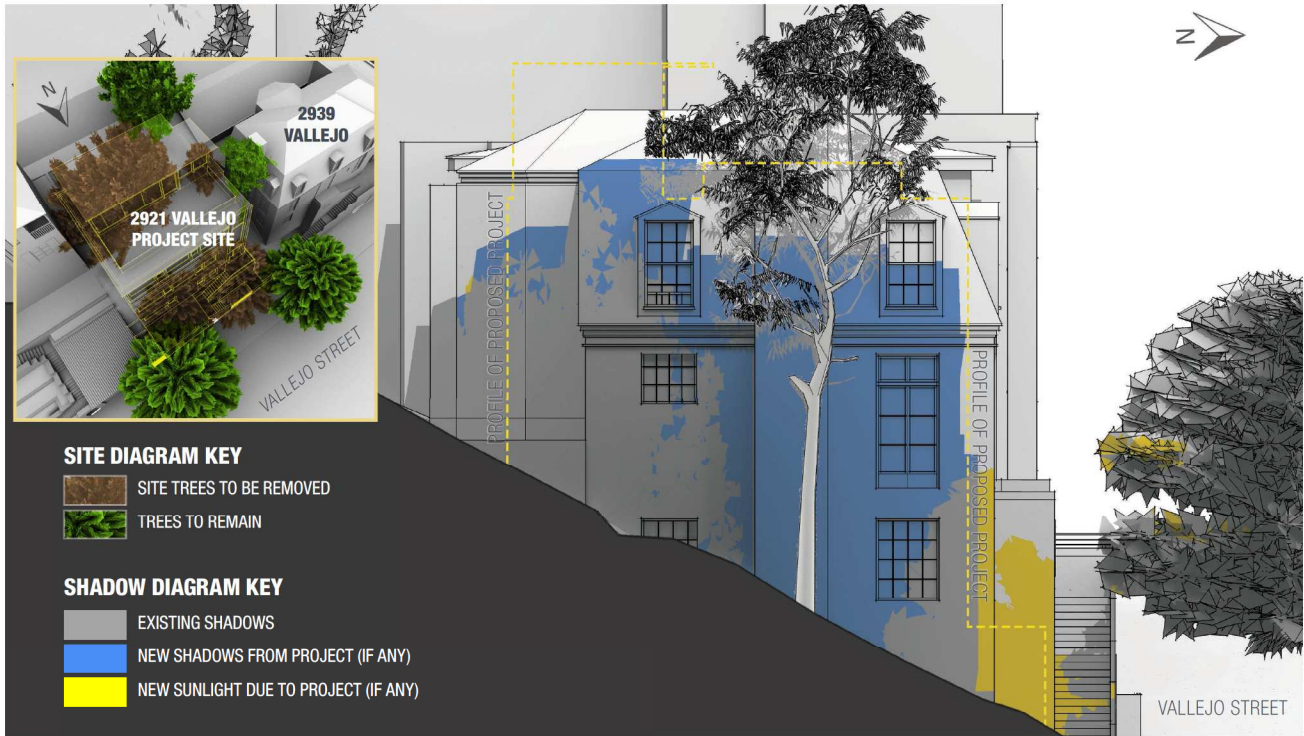 N
N
2939
VALLEJO
2921 VALLEJO
PROJECT SITE
VALLEJO STREET
PROFILE OF PROPOSED PROJECT
PROFILE OF PROPOSED PROJECT
SITE DIAGRAM KEY
SITE TREES TO BE REMOVED
TREES TO REMAIN
SHADOW DIAGRAM KEY
EXISTING SHADOWS
NEW SHADOWS FROM PROJECT (IF ANY)
NEW SUNLIGHT DUE TO PROJECT (IF ANY)
VALLEJO STREET